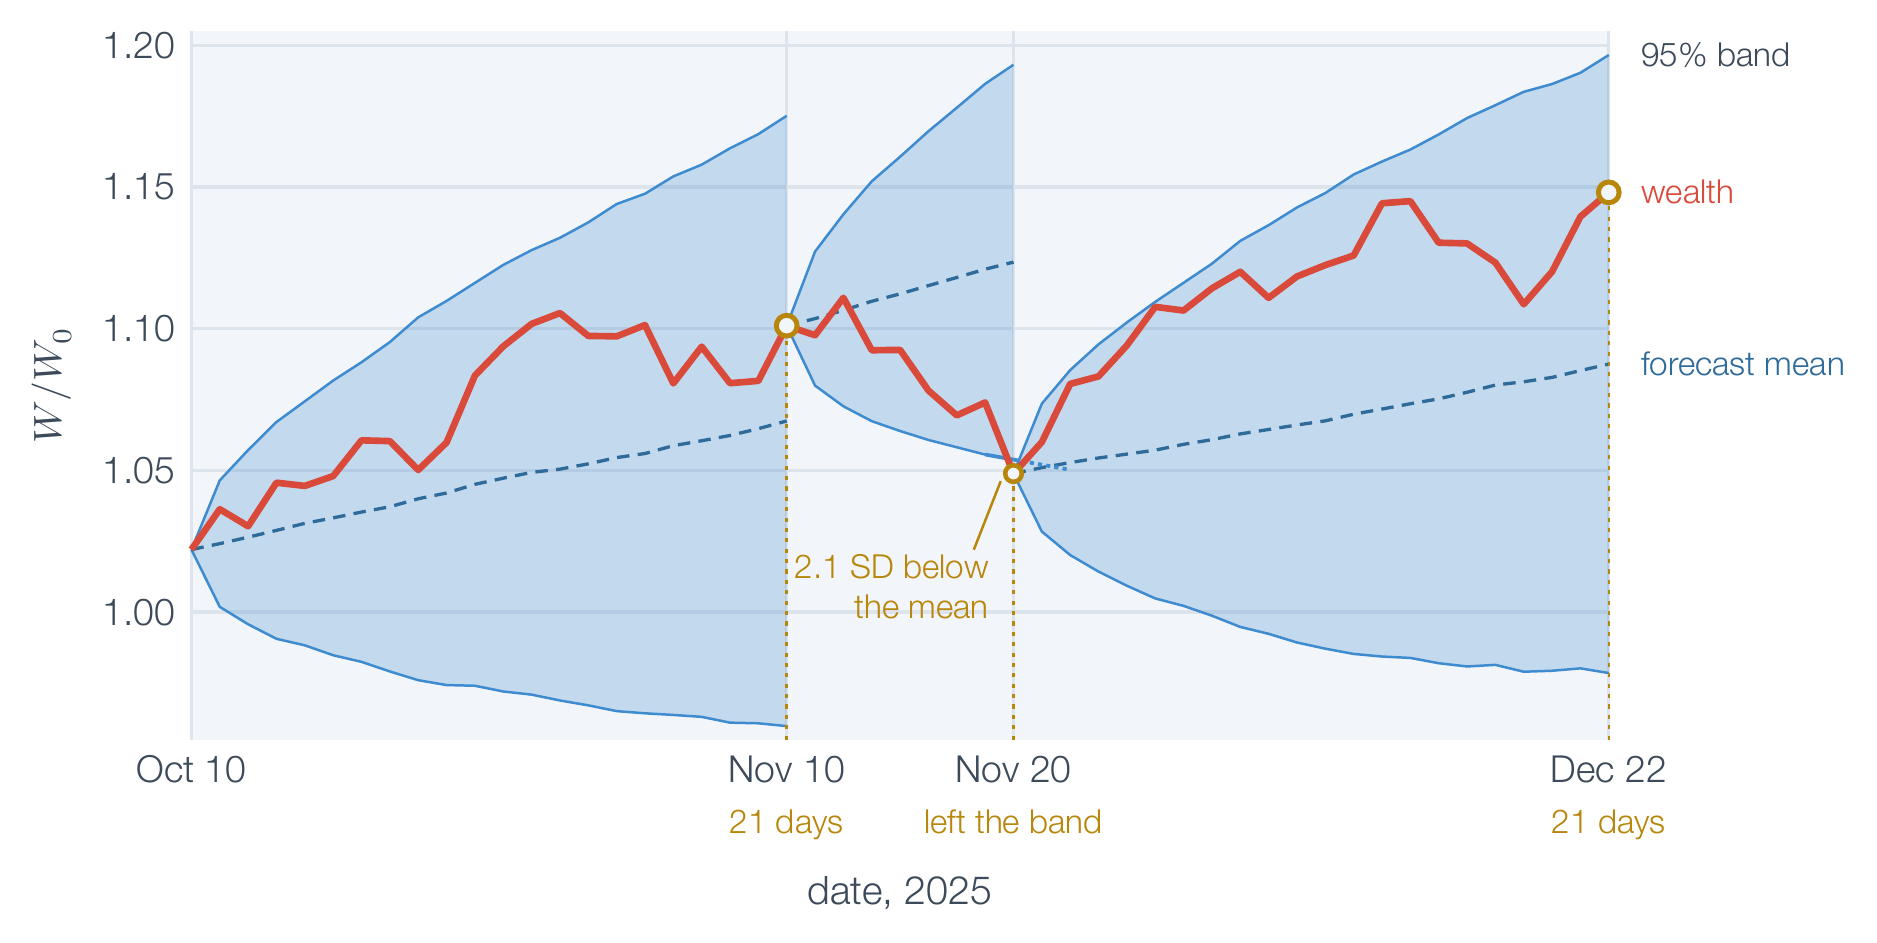 1.20
1.15
1.10
1.05
1.00
W/W₀
95% band
wealth
forecast mean
2.1 SD below
the mean
Oct 10
Nov 10
Nov 20
Dec 22
21 days
left the band
21 days
date, 2025